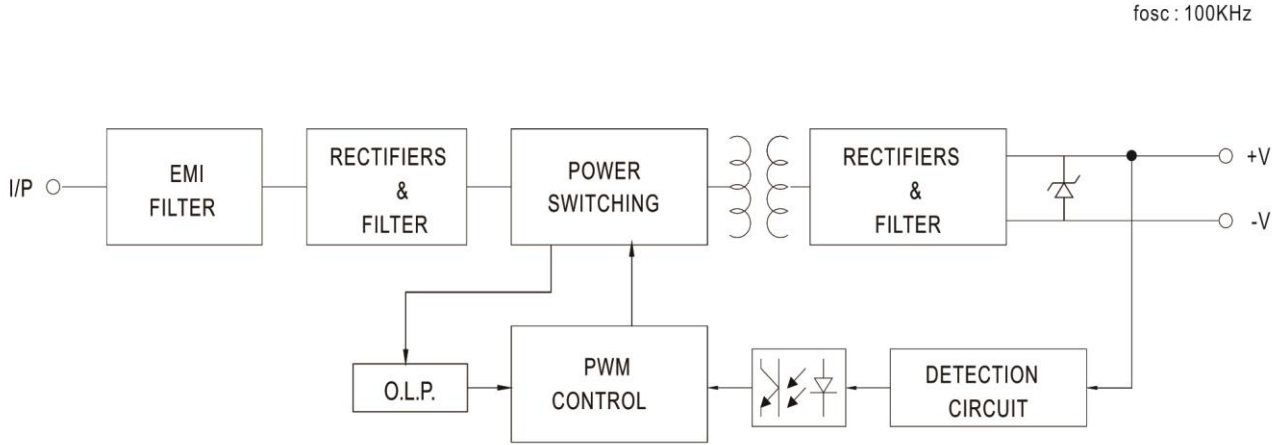 fosc : 100KHz
I/P
EMI
FILTER
RECTIFIERS
&
FILTER
POWER
SWITCHING
RECTIFIERS
&
FILTER
+V
-V
O.L.P.
PWM
CONTROL
DETECTION
CIRCUIT